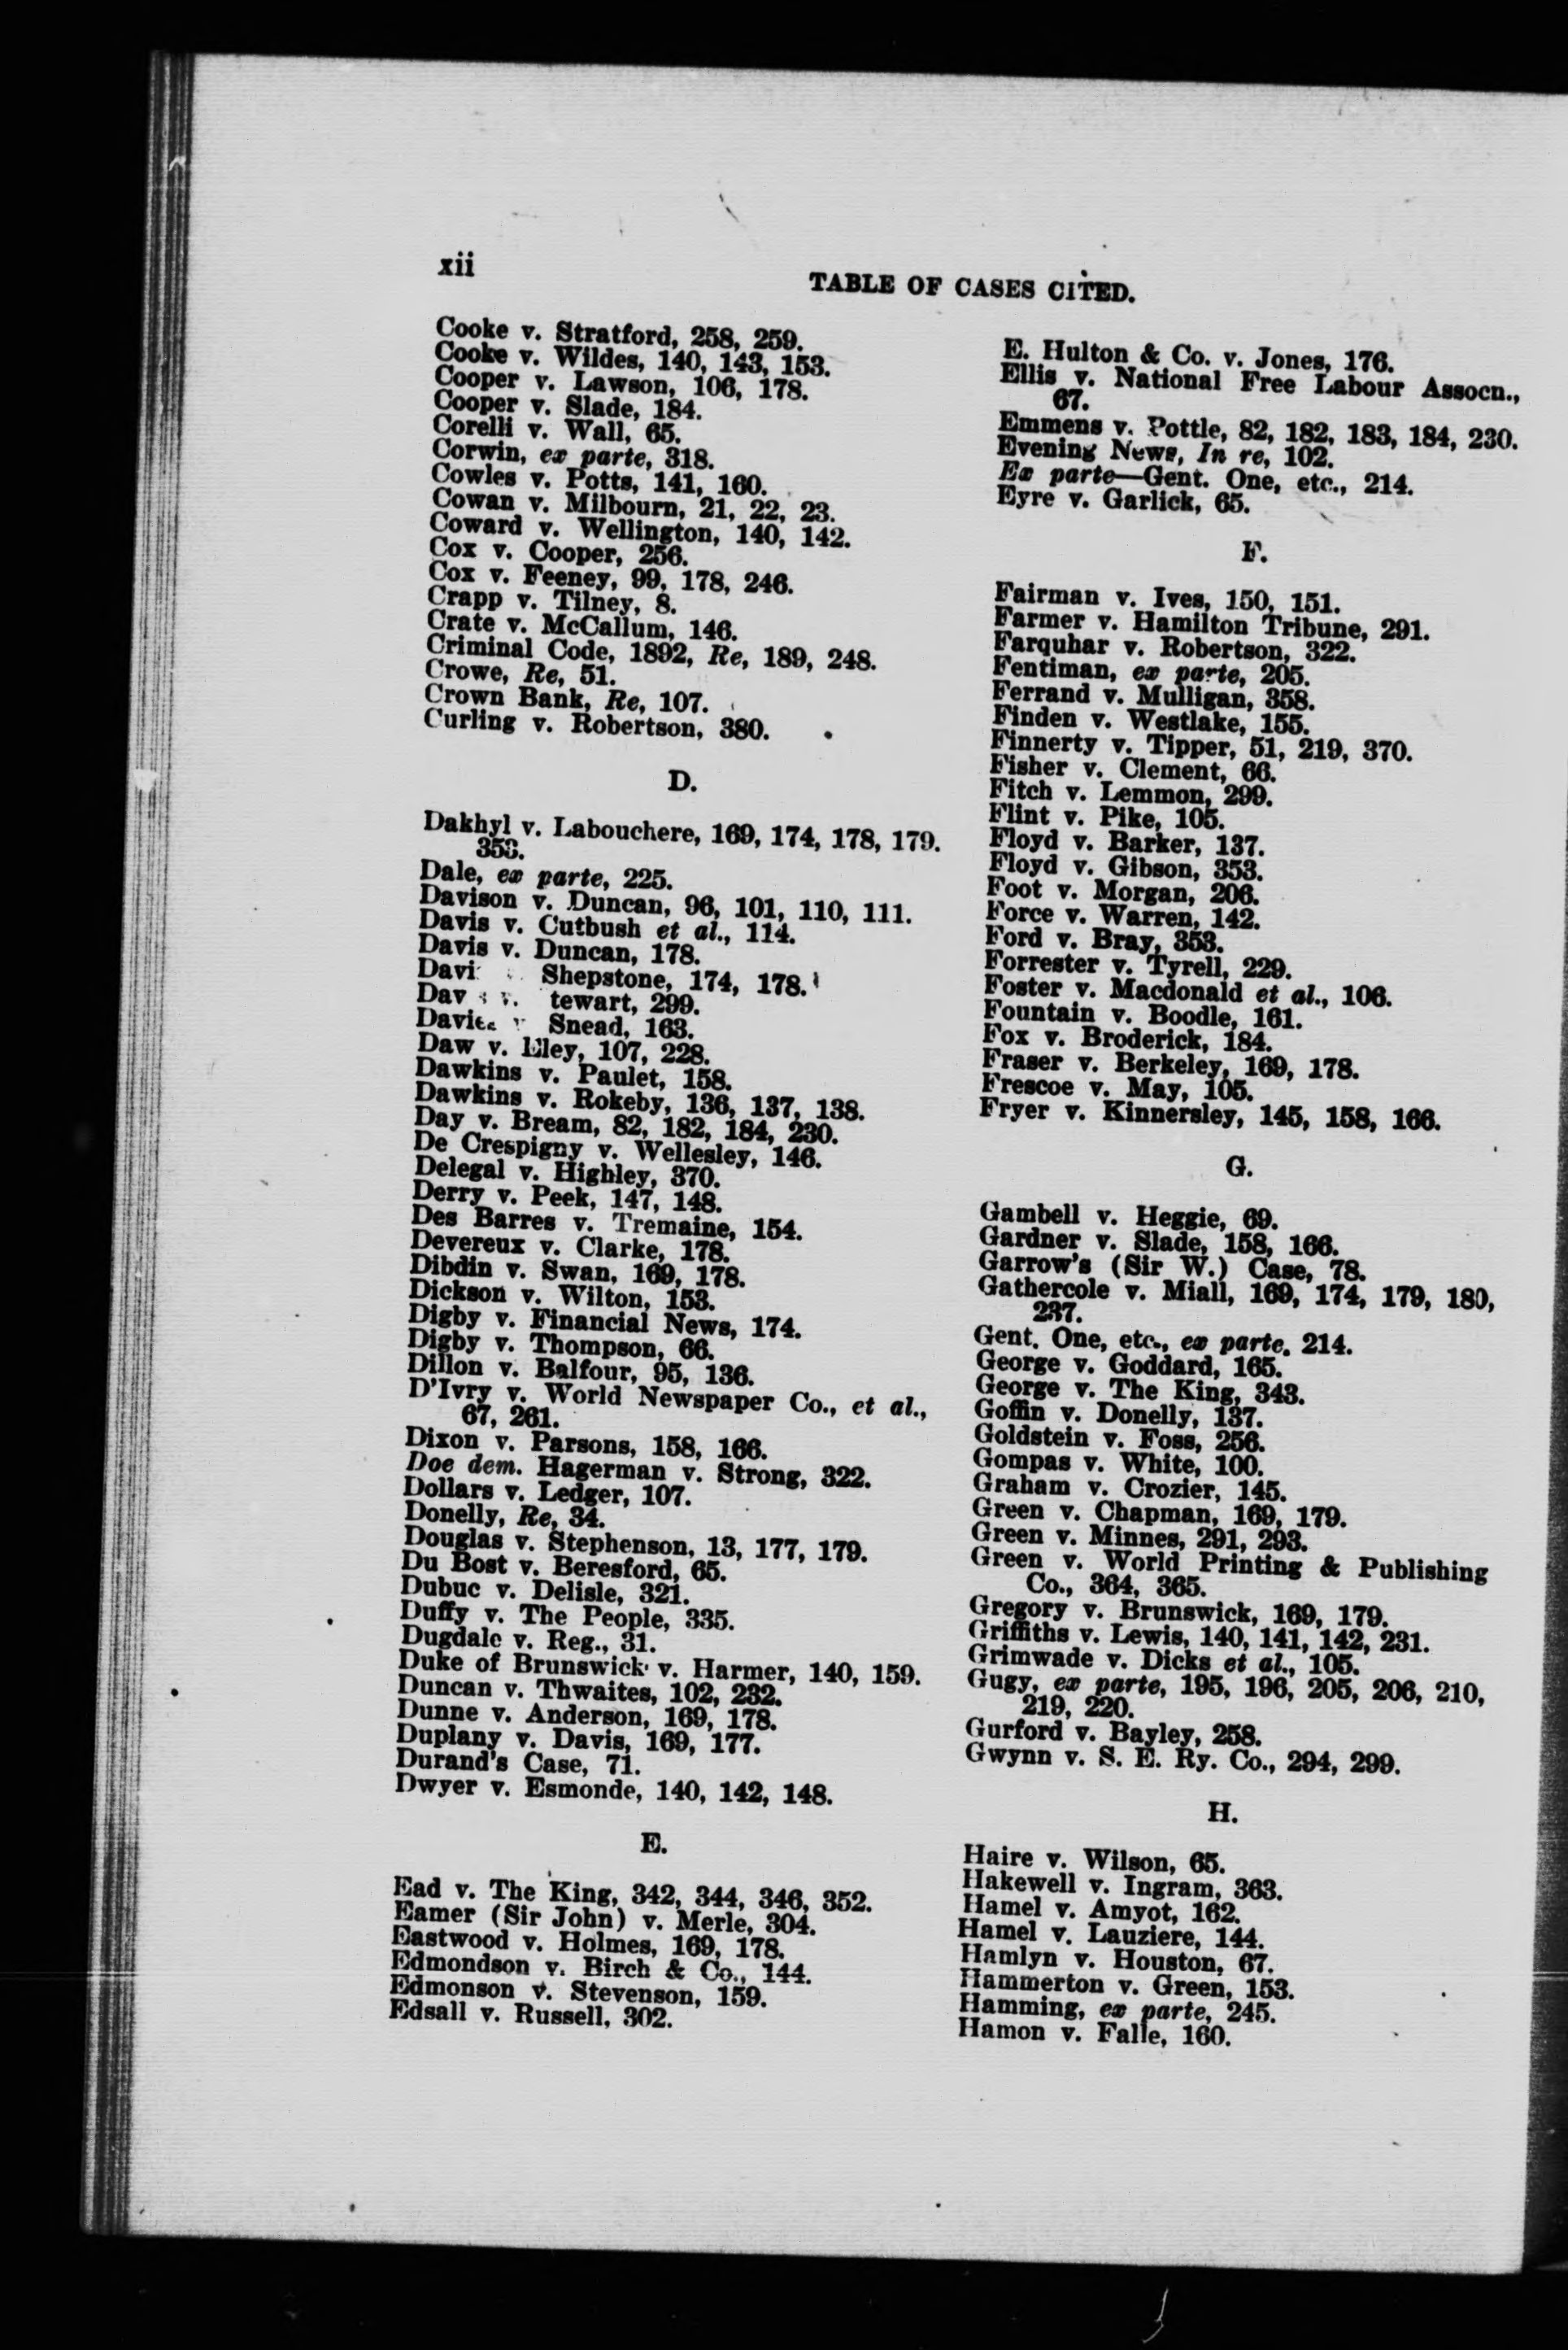 xii
TABLE OF CASES CITED.
Cooke v. Stratford, 258, 259.
Cooke v. Wildes, 140, 143, 153.
Cooper v. Lawson, 106, 178.
Cooper v. Slade, 184.
Corelli v. Wall, 65.
Corwin, ex parte, 318.
Cowles v. Potts, 141, 160.
Cowan v. Milbourn, 21, 22, 23.
Coward v. Wellington, 140, 142.
Cox v. Cooper, 256.
Cox v. Feeney, 99, 178, 246.
Crapp v. Tilney, 8.
Crate v. McCallum, 146.
Criminal Code, 1892, Re, 189, 248.
Crowe, Re, 51.
Crown Bank, Re, 107.
Curling v. Robertson, 380.
D.
Dakhyl v. Labouchere, 169, 174, 178, 179.
353.
Dale, ex parte, 225.
Davison v. Duncan, 96, 101, 110, 111.
Davis v. Cutbush et al., 114.
Davis v. Duncan, 178.
Shepstone, 174, 178.
v. tewart, 299.
v Snead, 163.
Daw v. Eley, 107, 228.
Dawkins v. Paulet, 158.
Dawkins v. Rokeby, 136, 137, 138.
Day v. Bream, 82, 182, 184, 230.
De Crespigny v. Wellesley, 146.
Delegal v. Highley, 370.
Derry v. Peek, 147, 148.
Des Barres v. Tremaine, 154.
Devereux v. Clarke, 178.
Dibdin v. Swan, 169, 178.
Dickson v. Wilton, 153.
Digby v. Financial News, 174.
Digby v. Thompson, 66.
Dillon v. Balfour, 95, 136.
D'Ivry v. World Newspaper Co., et al.,
67, 261.
Dixon v. Parsons, 158, 166.
Doe dem. Hagerman v. Strong, 322.
Dollars v. Ledger, 107.
Donelly, Re, 34.
Douglas v. Stephenson, 13, 177, 179.
Du Bost v. Beresford, 65.
Dubuc v. Delisle, 321.
Duffy v. The People, 335.
Dugdale v. Reg., 31.
Duke of Brunswick v. Harmer, 140, 159.
Duncan v. Thwaites, 102, 232.
Dunne v. Anderson, 169, 178.
Duplany v. Davis, 169, 177.
Durand's Case, 71.
Dwyer v. Esmonde, 140, 142, 148.
E.
Ead v. The King, 342, 344, 346, 352.
Eamer (Sir John) v. Merle, 304.
Eastwood v. Holmes, 169, 178.
Edmondson v. Birch & Co., 144.
Edmonson v. Stevenson, 159.
Edsall v. Russell, 302.
E. Hulton & Co. v. Jones, 176.
Ellis v. National Free Labour Assocn.,
67.
Emmens v. Pottle, 82, 182, 183, 184, 230.
Evening News, In re, 102.
Ex parte—Gent. One, etc., 214.
Eyre v. Garlick, 65.
F.
Fairman v. Ives, 150, 151.
Farmer v. Hamilton Tribune, 291.
Farquhar v. Robertson, 322.
Fentiman, ex parte, 205.
Ferrand v. Mulligan, 358.
Finden v. Westlake, 155.
Finnerty v. Tipper, 51, 219, 370.
Fisher v. Clement, 66.
Fitch v. Lemmon, 299.
Flint v. Pike, 105.
Floyd v. Barker, 137.
Floyd v. Gibson, 353.
Foot v. Morgan, 206.
Force v. Warren, 142.
Ford v. Bray, 353.
Forrester v. Tyrell, 229.
Foster v. Macdonald et al., 106.
Fountain v. Boodle, 161.
Fox v. Broderick, 184.
Fraser v. Berkeley, 169, 178.
Frescoe v. May, 105.
Fryer v. Kinnersley, 145, 158, 166.
G.
Gambell v. Heggie, 69.
Gardner v. Slade, 158, 166.
Garrow's (Sir W.) Case, 78.
Gathercole v. Miall, 169, 174, 179, 180,
237.
Gent. One, etc., ex parte, 214.
George v. Goddard, 165.
George v. The King, 343.
Goffin v. Donelly, 137.
Goldstein v. Foss, 256.
Gompas v. White, 100.
Graham v. Crozier, 145.
Green v. Chapman, 169, 179.
Green v. Minnes, 291, 293.
Green v. World Printing & Publishing
Co., 364, 365.
Gregory v. Brunswick, 169, 179.
Griffiths v. Lewis, 140, 141, 142, 231.
Grimwade v. Dicks et al., 105.
Gugy, ex parte, 195, 196, 205, 206, 210,
219, 220.
Gurford v. Bayley, 258.
Gwynn v. S. E. Ry. Co., 294, 299.
H.
Haire v. Wilson, 65.
Hakewell v. Ingram, 363.
Hamel v. Amyot, 162.
Hamel v. Lauziere, 144.
Hamlyn v. Houston, 67.
Hammerton v. Green, 153.
Hamming, ex parte, 245.
Hamon v. Falle, 160.